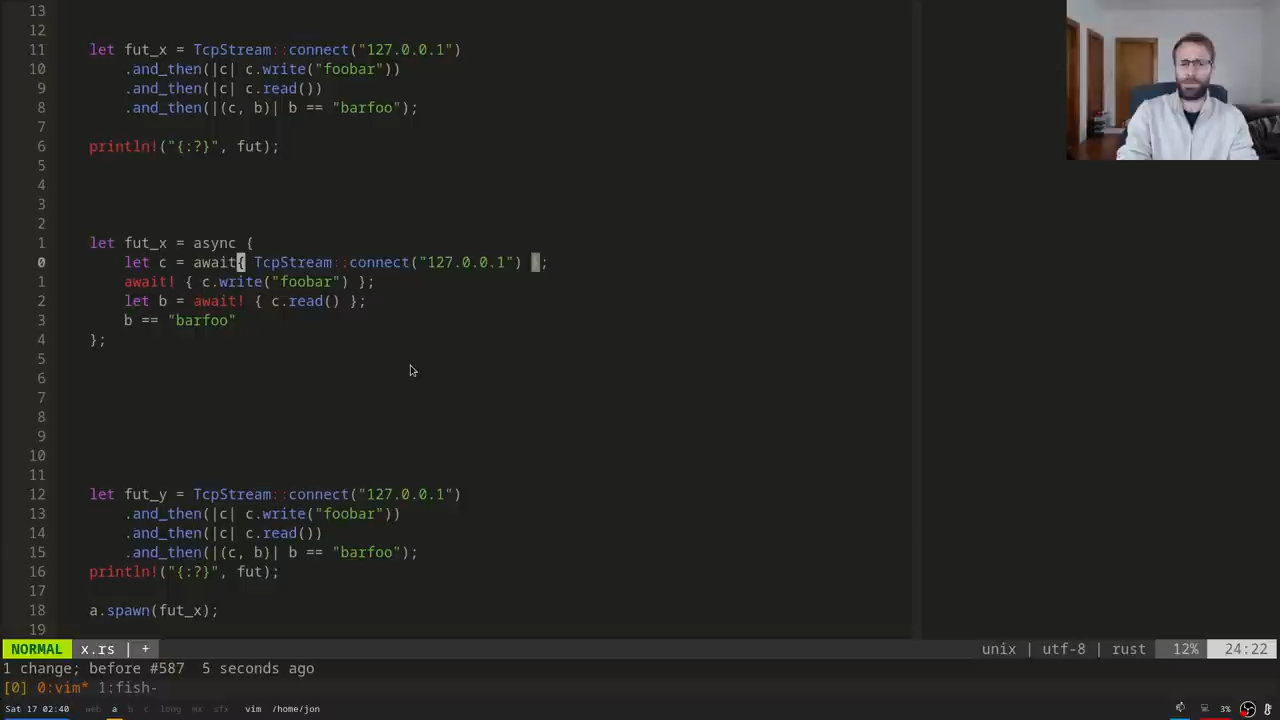 13
12
11 let fut_x = TcpStream::connect("127.0.0.1")
10 .and_then(|c| c.write("foobar"))
9 .and_then(|c| c.read())
8 .and_then(|(c, b)| b == "barfoo");
7
6 println!("{:?}", fut);
5
4
3
2
1 let fut_x = async {
0 let c = await{ TcpStream::connect("127.0.0.1") };
1 await! { c.write("foobar") };
2 let b = await! { c.read() };
3 b == "barfoo"
4 };
5
6
7
8
9
10
11
12 let fut_y = TcpStream::connect("127.0.0.1")
13 .and_then(|c| c.write("foobar"))
14 .and_then(|c| c.read())
15 .and_then(|(c, b)| b == "barfoo");
16 println!("{:?}", fut);
17
18 a.spawn(fut_x);
19
NORMAL x.rs | + unix | utf-8 | rust 12% 24:22
1 change; before #587 5 seconds ago
[0] 0:vim* 1:fish-
Sat 17 02:40 web a b c long mx sfx vim /home/jon 3%